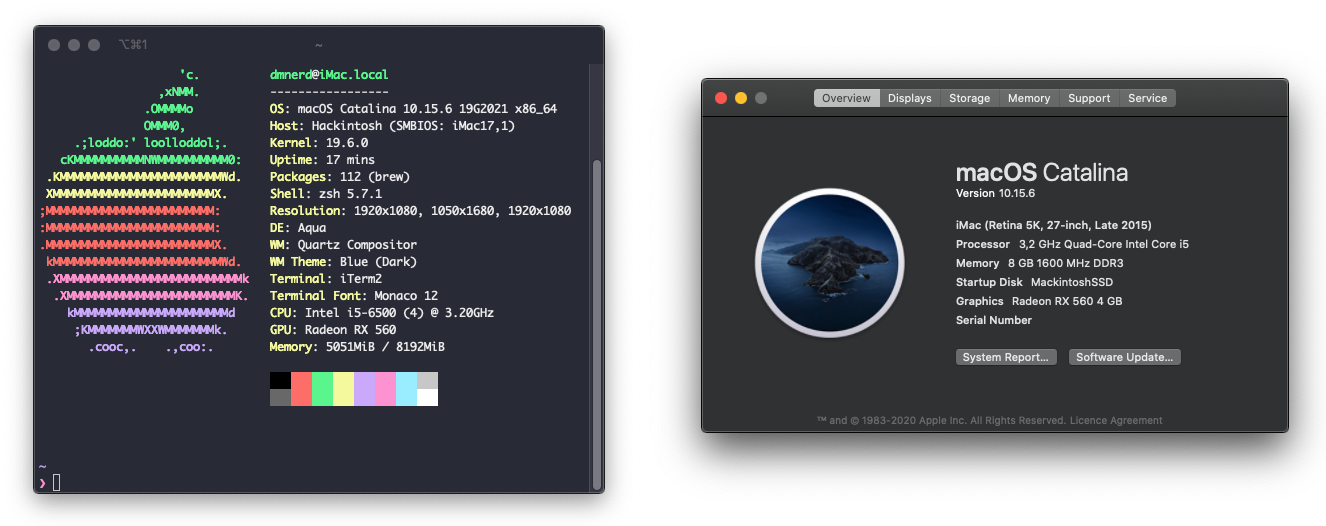 ⌥⌘1
~
'c.
,xNMM.
.OMMMMo
OMMM0,
.;loddo:' loolloddol;.
cKMMMMMMMMMMNWMMMMMMMMMM0:
.KMMMMMMMMMMMMMMMMMMMMMMMWd.
XMMMMMMMMMMMMMMMMMMMMMMMX.
;MMMMMMMMMMMMMMMMMMMMMMMM:
:MMMMMMMMMMMMMMMMMMMMMMMM:
.MMMMMMMMMMMMMMMMMMMMMMMMX.
kMMMMMMMMMMMMMMMMMMMMMMMMWd.
.XMMMMMMMMMMMMMMMMMMMMMMMMMMk
.XMMMMMMMMMMMMMMMMMMMMMMMMK.
kMMMMMMMMMMMMMMMMMMMMMMd
;KMMMMMMMWXXWMMMMMMMk.
.cooc,. .,coo:.
dmnerd@iMac.local
-----------------
OS: macOS Catalina 10.15.6 19G2021 x86_64
Host: Hackintosh (SMBIOS: iMac17,1)
Kernel: 19.6.0
Uptime: 17 mins
Packages: 112 (brew)
Shell: zsh 5.7.1
Resolution: 1920x1080, 1050x1680, 1920x1080
DE: Aqua
WM: Quartz Compositor
WM Theme: Blue (Dark)
Terminal: iTerm2
Terminal Font: Monaco 12
CPU: Intel i5-6500 (4) @ 3.20GHz
GPU: Radeon RX 560
Memory: 5051MiB / 8192MiB
~
❯
Overview Displays Storage Memory Support Service
macOS Catalina
Version 10.15.6
iMac (Retina 5K, 27-inch, Late 2015)
Processor 3,2 GHz Quad-Core Intel Core i5
Memory 8 GB 1600 MHz DDR3
Startup Disk MackintoshSSD
Graphics Radeon RX 560 4 GB
Serial Number
System Report... Software Update...
™ and © 1983-2020 Apple Inc. All Rights Reserved. Licence Agreement